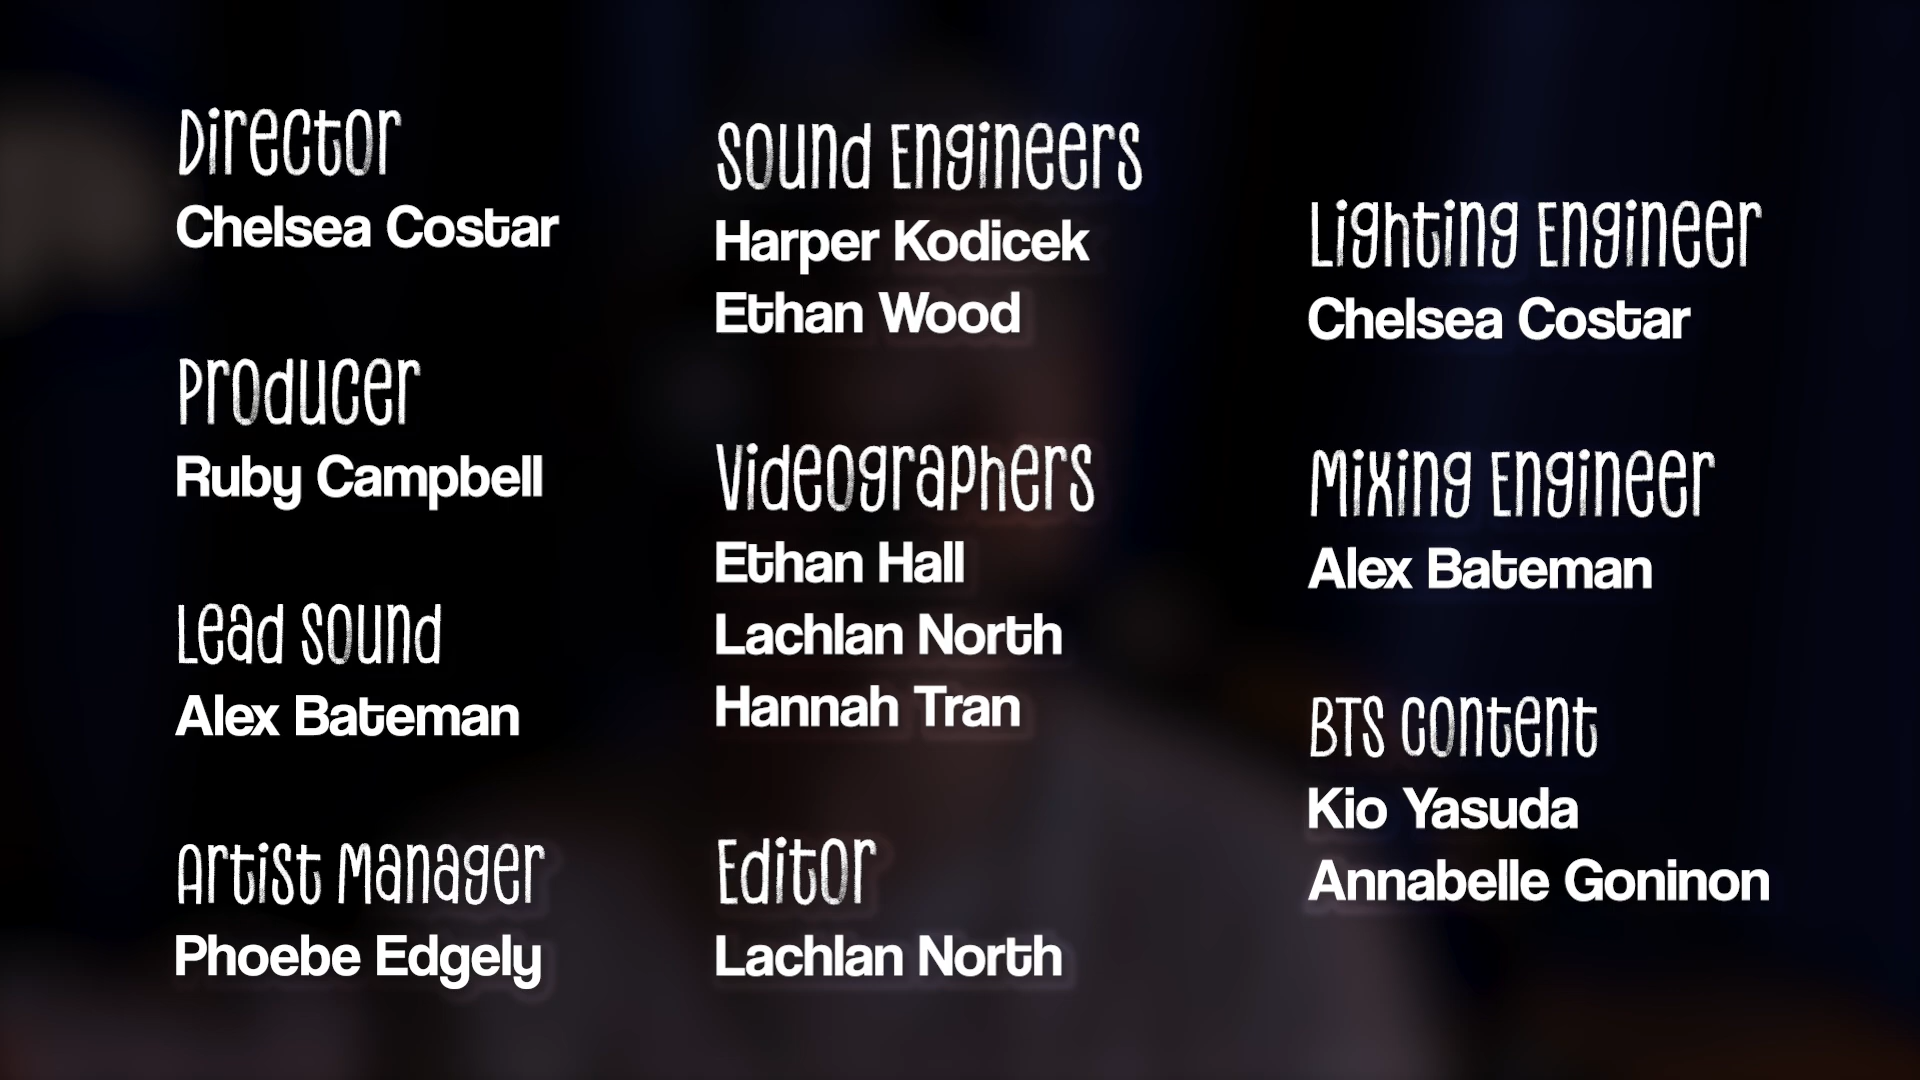 Director
Chelsea Costar
Producer
Ruby Campbell
Lead Sound
Alex Bateman
Artist Manager
Phoebe Edgely
Sound Engineers
Harper Kodicek
Ethan Wood
Videographers
Ethan Hall
Lachlan North
Hannah Tran
Editor
Lachlan North
Lighting Engineer
Chelsea Costar
Mixing Engineer
Alex Bateman
BTS Content
Kio Yasuda
Annabelle Goninon